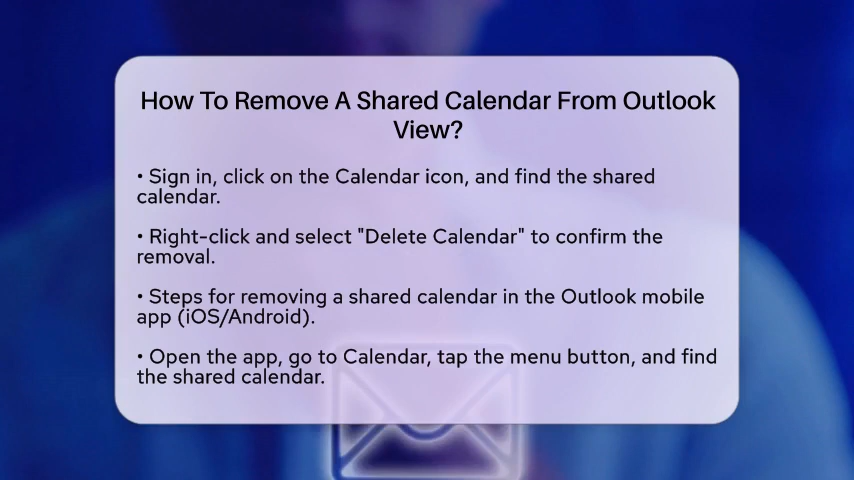 How To Remove A Shared Calendar From Outlook
View?
• Sign in, click on the Calendar icon, and find the shared
calendar.
• Right-click and select "Delete Calendar" to confirm the
removal.
• Steps for removing a shared calendar in the Outlook mobile
app (iOS/Android).
• Open the app, go to Calendar, tap the menu button, and find
the shared calendar.